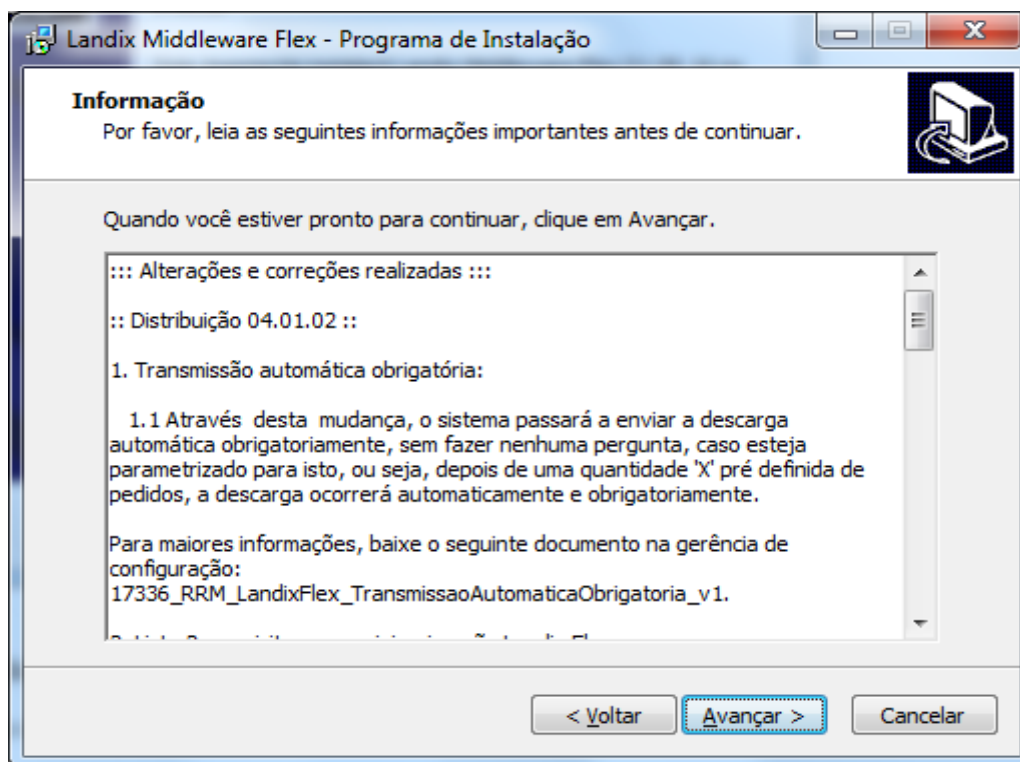 Landix Middleware Flex - Programa de Instalação
Informação
Por favor, leia as seguintes informações importantes antes de continuar.
Quando você estiver pronto para continuar, clique em Avançar.
::: Alterações e correções realizadas :::
:: Distribuição 04.01.02 ::
1. Transmissão automática obrigatória:
1.1 Através desta mudança, o sistema passará a enviar a descarga
automática obrigatoriamente, sem fazer nenhuma pergunta, caso esteja
parametrizado para isto, ou seja, depois de uma quantidade 'X' pré definida de
pedidos, a descarga ocorrerá automaticamente e obrigatoriamente.
Para maiores informações, baixe o seguinte documento na gerência de
configuração:
17336_RRM_LandixFlex_TransmissaoAutomaticaObrigatoria_v1.
< Voltar
Avançar >
Cancelar